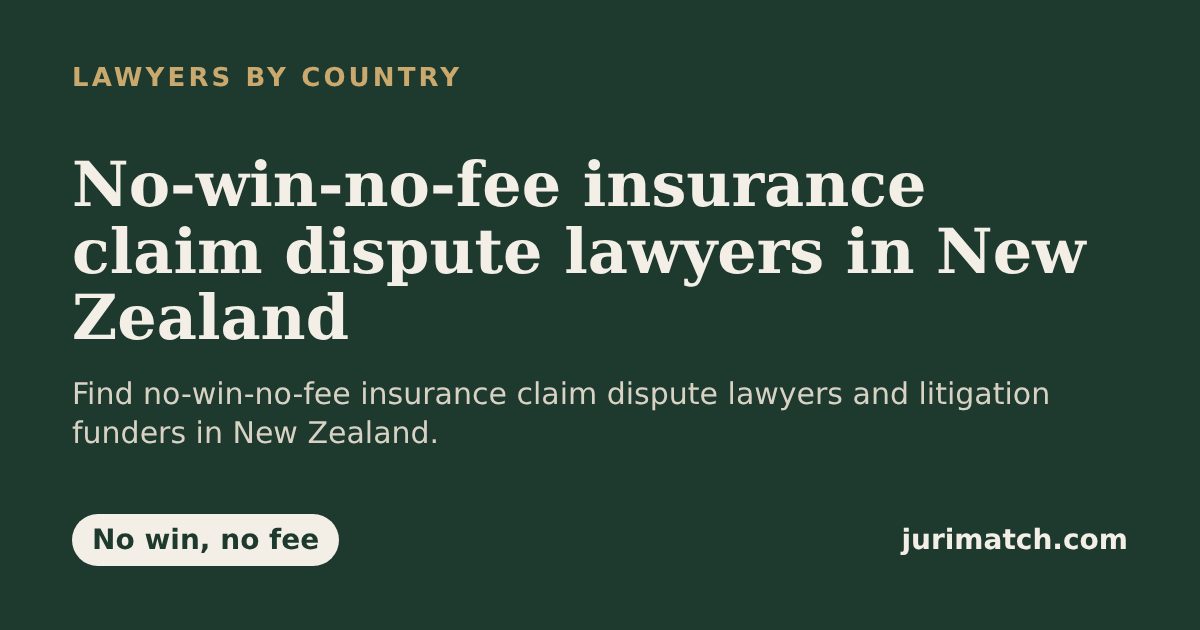 LAWYERS BY COUNTRY
No-win-no-fee insurance
claim dispute lawyers in New
Zealand
Find no-win-no-fee insurance claim dispute lawyers and litigation
funders in New Zealand.
No win, no fee
jurimatch.com